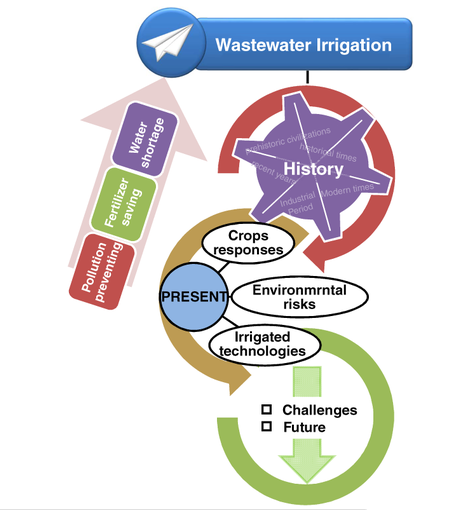 Wastewater Irrigation
Water
shortage
Fertilizer
saving
Pollution
preventing
prehistoric civilizations
historical times
recent years
History
Modern times
Industrial
Period
Crops
responses
PRESENT
Environmrntal
risks
Irrigated
technologies
Challenges
Future